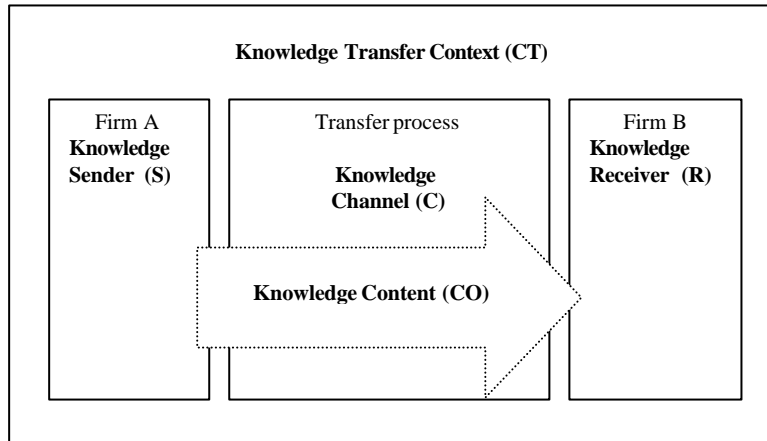 Knowledge Transfer Context (CT)
Firm A
Knowledge
Sender (S)
Transfer process
Knowledge
Channel (C)
Firm B
Knowledge
Receiver (R)
Knowledge Content (CO)